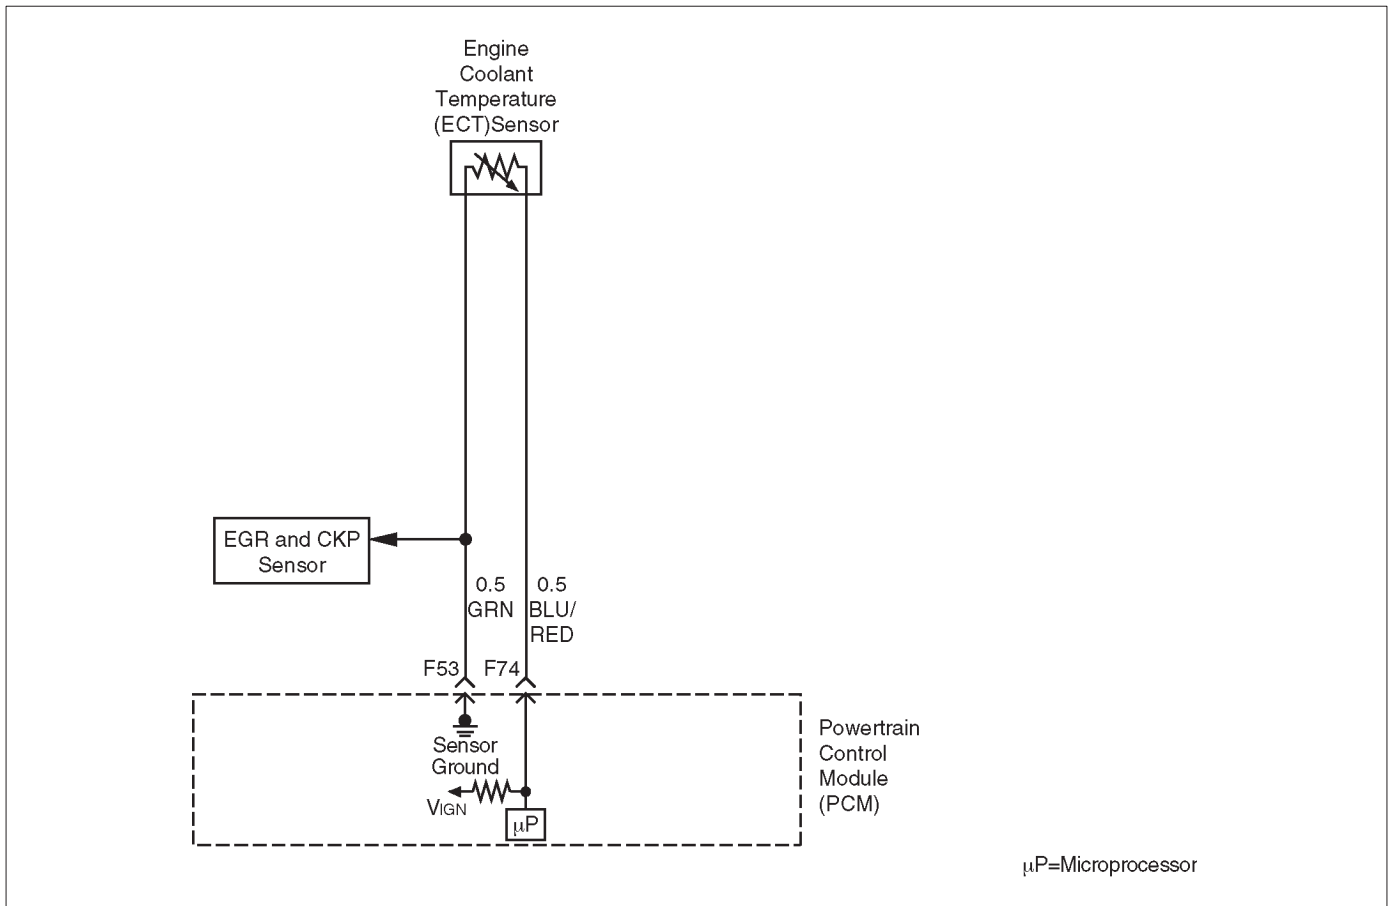 Engine
Coolant
Temperature
(ECT)Sensor
EGR and CKP
Sensor
0.5
GRN
0.5
BLU/
RED
F53
F74
Sensor
Ground
VIGN
μP
Powertrain
Control
Module
(PCM)
μP=Microprocessor